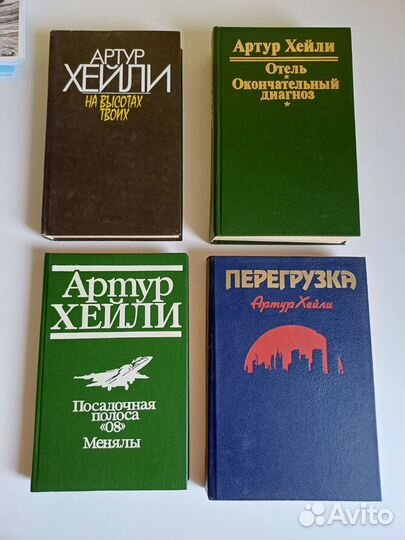 АРТУР
ХЕЙЛИ
НА ВЫСОТАХ
ТВОИХ
Артур Хейли
Отель
Окончательный
диагноз
Артур
ХЕЙЛИ
Посадочная
полоса
«08»
Менялы
ПЕРЕГРУЗКА
Артур Хейли
Avito